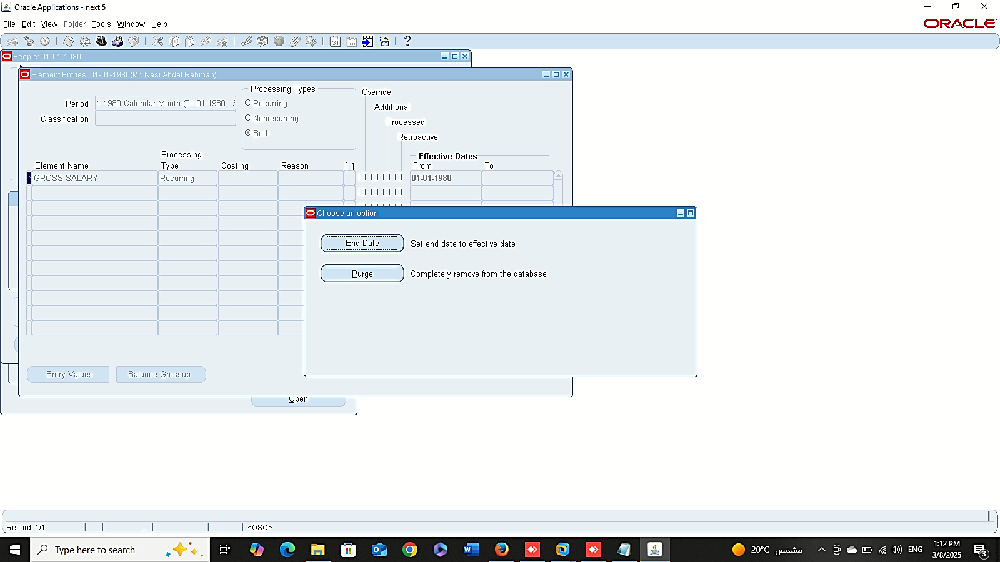 Oracle Applications - next 5
File Edit View Folder Tools Window Help
ORACLE
People: 01-01-1980
Element Entries: 01-01-1980(Mr. Nasr Abdel Rahman)
Processing Types
Period 1 1980 Calendar Month (01-01-1980 -
Classification
Recurring
Nonrecurring
Both
Override
Additional
Processed
Retroactive
Effective Dates
Processing
Element Name Type Costing Reason [ ] From To
GROSS SALARY Recurring 01-01-1980
Choose an option:
End Date Set end date to effective date
Purge Completely remove from the database
Entry Values Balance Grossup
Open
Record: 1/1 ... <OSC>
Type here to search
20°C مشمس
ENG
1:12 PM
3/8/2025
3